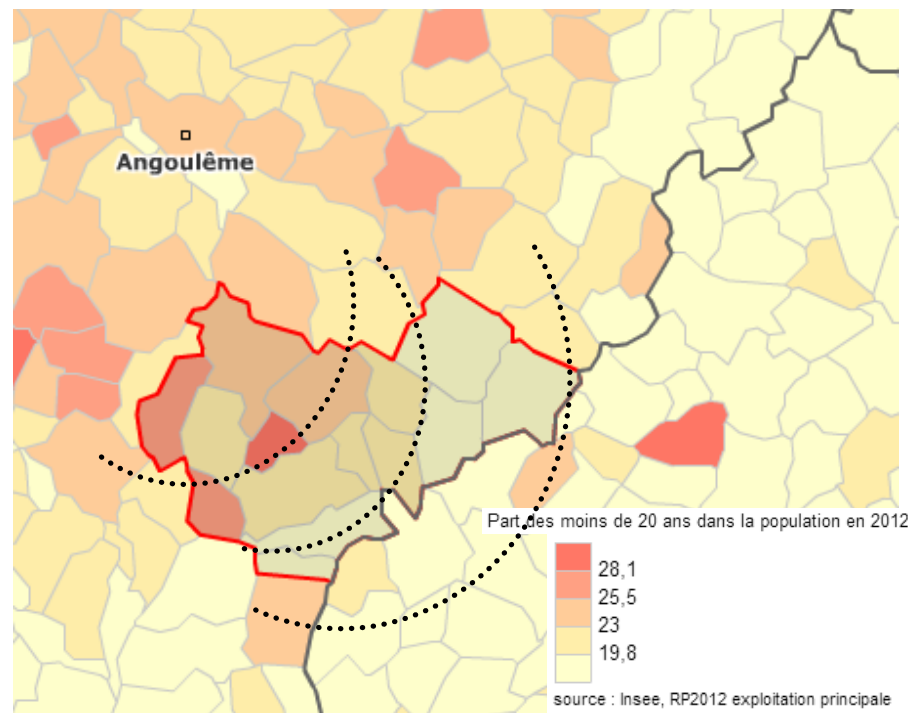 Angoulême
Part des moins de 20 ans dans la population en 2012
28,1
25,5
23
19,8
source : Insee, RP2012 exploitation principale